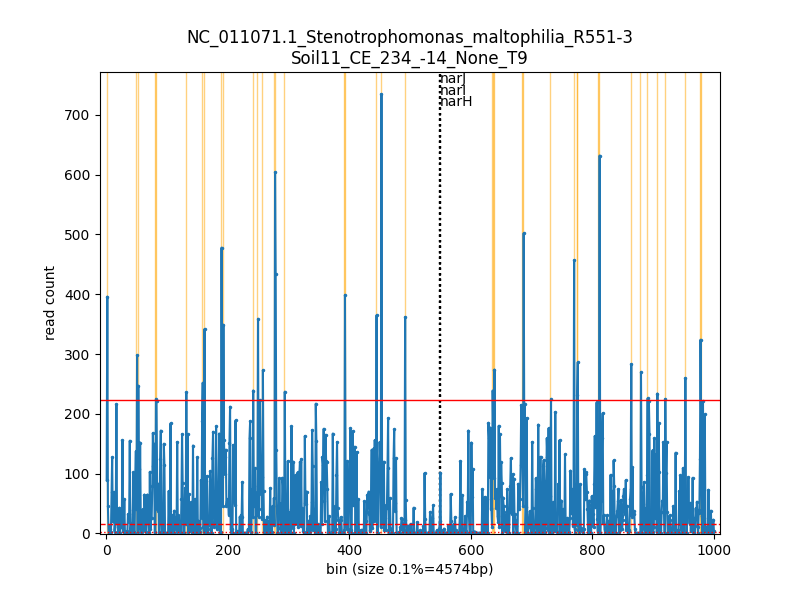 NC_011071.1_Stenotrophomonas_maltophilia_R551-3
Soil11_CE_234_-14_None_T9
narJ
narI
narH
700
600
500
400
300
200
100
0
read count
0 200 400 600 800 1000
bin (size 0.1%=4574bp)